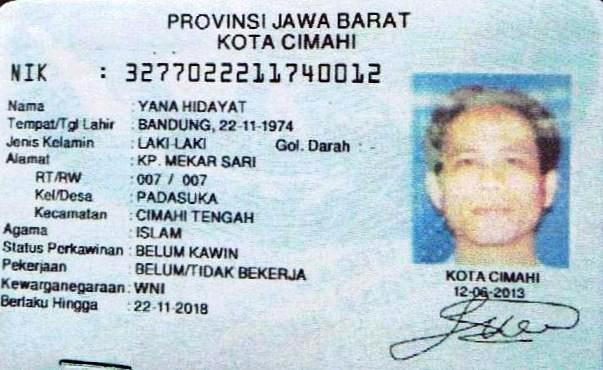 PROVINSI JAWA BARAT
KOTA CIMAHI
NIK : 3277022211740012
Nama : YANA HIDAYAT
Tempat/Tgl Lahir : BANDUNG, 22-11-1974
Jenis Kelamin : LAKI-LAKI Gol. Darah :
Alamat : KP. MEKAR SARI
RT/RW : 007 / 007
Kel/Desa : PADASUKA
Kecamatan : CIMAHI TENGAH
Agama : ISLAM
Status Perkawinan : BELUM KAWIN
Pekerjaan : BELUM/TIDAK BEKERJA
Kewarganegaraan : WNI
Berlaku Hingga : 22-11-2018
KOTA CIMAHI
12-06-2013